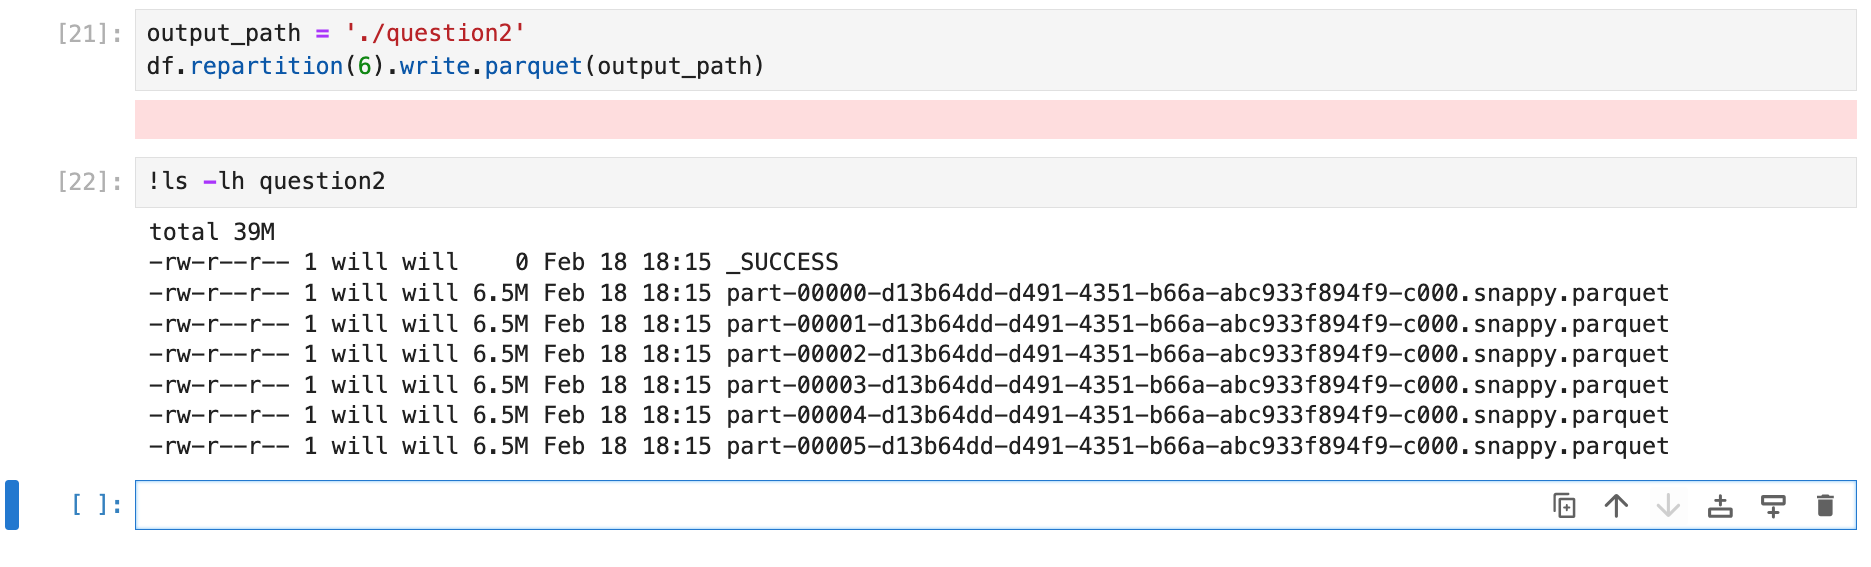 [21]: output_path = './question2'
df.repartition(6).write.parquet(output_path)
[22]: !ls -lh question2
total 39M
-rw-r--r-- 1 will will    0 Feb 18 18:15 _SUCCESS
-rw-r--r-- 1 will will 6.5M Feb 18 18:15 part-00000-d13b64dd-d491-4351-b66a-abc933f894f9-c000.snappy.parquet
-rw-r--r-- 1 will will 6.5M Feb 18 18:15 part-00001-d13b64dd-d491-4351-b66a-abc933f894f9-c000.snappy.parquet
-rw-r--r-- 1 will will 6.5M Feb 18 18:15 part-00002-d13b64dd-d491-4351-b66a-abc933f894f9-c000.snappy.parquet
-rw-r--r-- 1 will will 6.5M Feb 18 18:15 part-00003-d13b64dd-d491-4351-b66a-abc933f894f9-c000.snappy.parquet
-rw-r--r-- 1 will will 6.5M Feb 18 18:15 part-00004-d13b64dd-d491-4351-b66a-abc933f894f9-c000.snappy.parquet
-rw-r--r-- 1 will will 6.5M Feb 18 18:15 part-00005-d13b64dd-d491-4351-b66a-abc933f894f9-c000.snappy.parquet
[ ]: